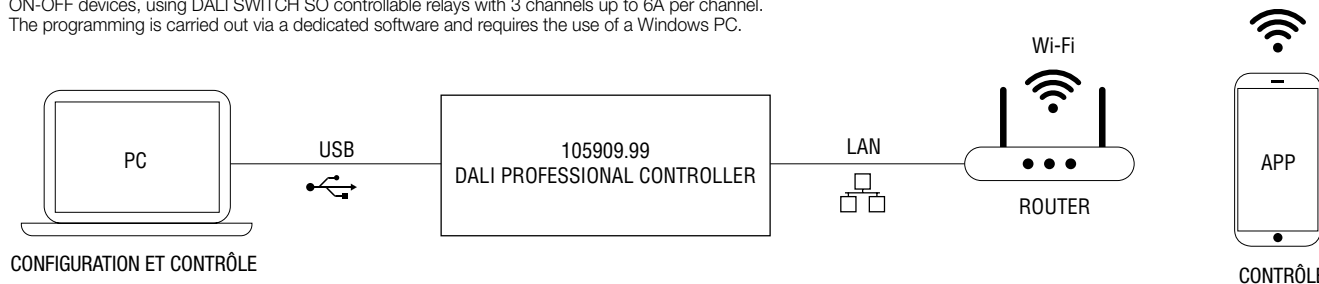 ON-OFF devices, using DALI SWITCH SO controllable relays with 3 channels up to 6A per channel.
The programming is carried out via a dedicated software and requires the use of a Windows PC.
Wi-Fi
PC
USB
105909.99
DALI PROFESSIONAL CONTROLLER
LAN
ROUTER
APP
CONFIGURATION ET CONTRÔLE
CONTRÔLE